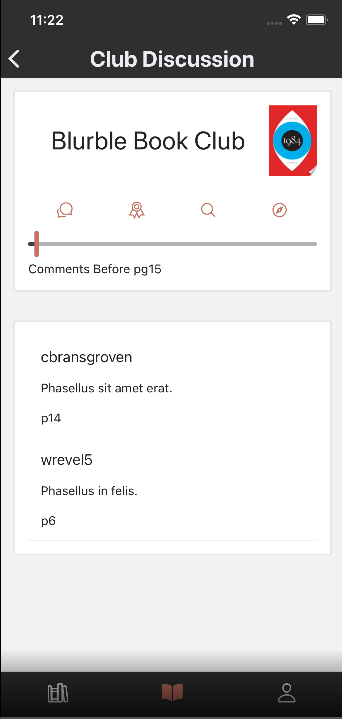 11:22
Club Discussion
Blurble Book Club
1984
Comments Before pg15
cbransgroven
Phasellus sit amet erat.
p14
wrevel5
Phasellus in felis.
p6